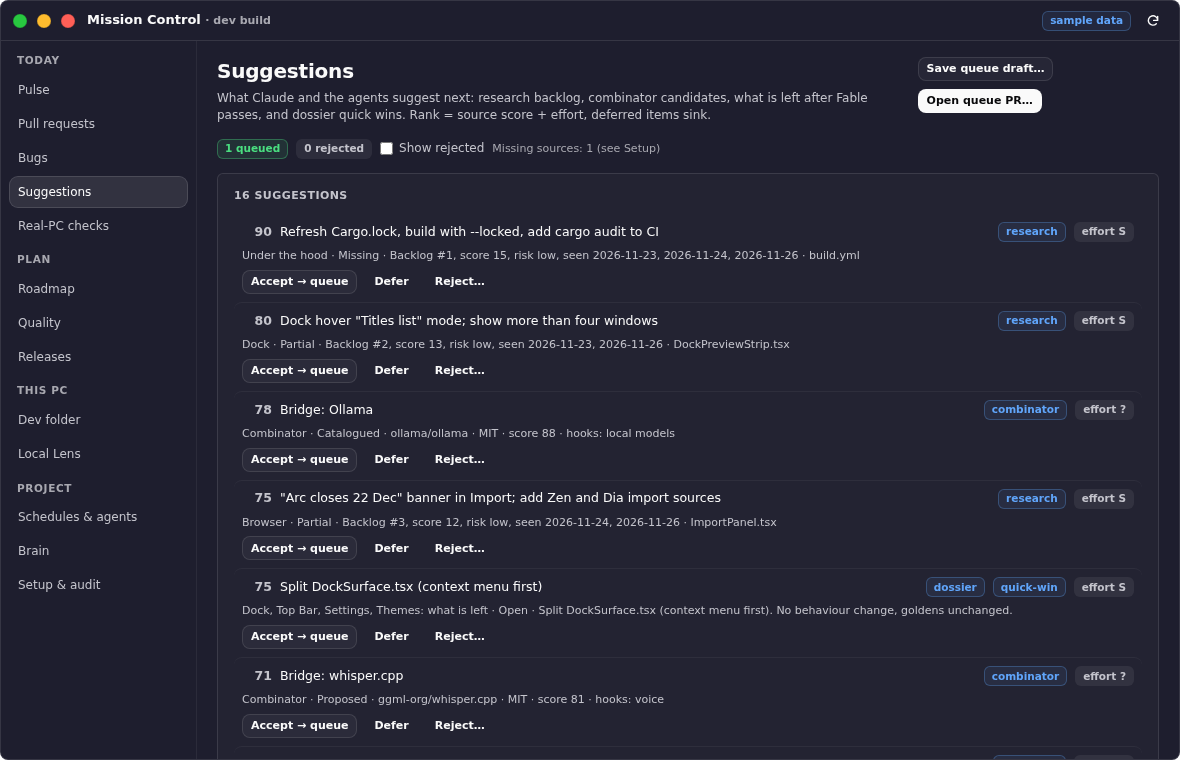 Mission Control · dev build
sample data
TODAY
Pulse
Pull requests
Bugs
Suggestions
Real-PC checks
PLAN
Roadmap
Quality
Releases
THIS PC
Dev folder
Local Lens
PROJECT
Schedules & agents
Brain
Setup & audit
Suggestions
What Claude and the agents suggest next: research backlog, combinator candidates, what is left after Fable
passes, and dossier quick wins. Rank = source score + effort, deferred items sink.
Save queue draft…
Open queue PR…
1 queued 0 rejected Show rejected Missing sources: 1 (see Setup)
16 SUGGESTIONS
90 Refresh Cargo.lock, build with --locked, add cargo audit to CI research effort S
Under the hood · Missing · Backlog #1, score 15, risk low, seen 2026-11-23, 2026-11-24, 2026-11-26 · build.yml
Accept → queue Defer Reject…
80 Dock hover "Titles list" mode; show more than four windows research effort S
Dock · Partial · Backlog #2, score 13, risk low, seen 2026-11-23, 2026-11-26 · DockPreviewStrip.tsx
Accept → queue Defer Reject…
78 Bridge: Ollama combinator effort ?
Combinator · Catalogued · ollama/ollama · MIT · score 88 · hooks: local models
Accept → queue Defer Reject…
75 "Arc closes 22 Dec" banner in Import; add Zen and Dia import sources research effort S
Browser · Partial · Backlog #3, score 12, risk low, seen 2026-11-24, 2026-11-26 · ImportPanel.tsx
Accept → queue Defer Reject…
75 Split DockSurface.tsx (context menu first) dossier quick-win effort S
Dock, Top Bar, Settings, Themes: what is left · Open · Split DockSurface.tsx (context menu first). No behaviour change, goldens unchanged.
Accept → queue Defer Reject…
71 Bridge: whisper.cpp combinator effort ?
Combinator · Proposed · ggml-org/whisper.cpp · MIT · score 81 · hooks: voice
Accept → queue Defer Reject…